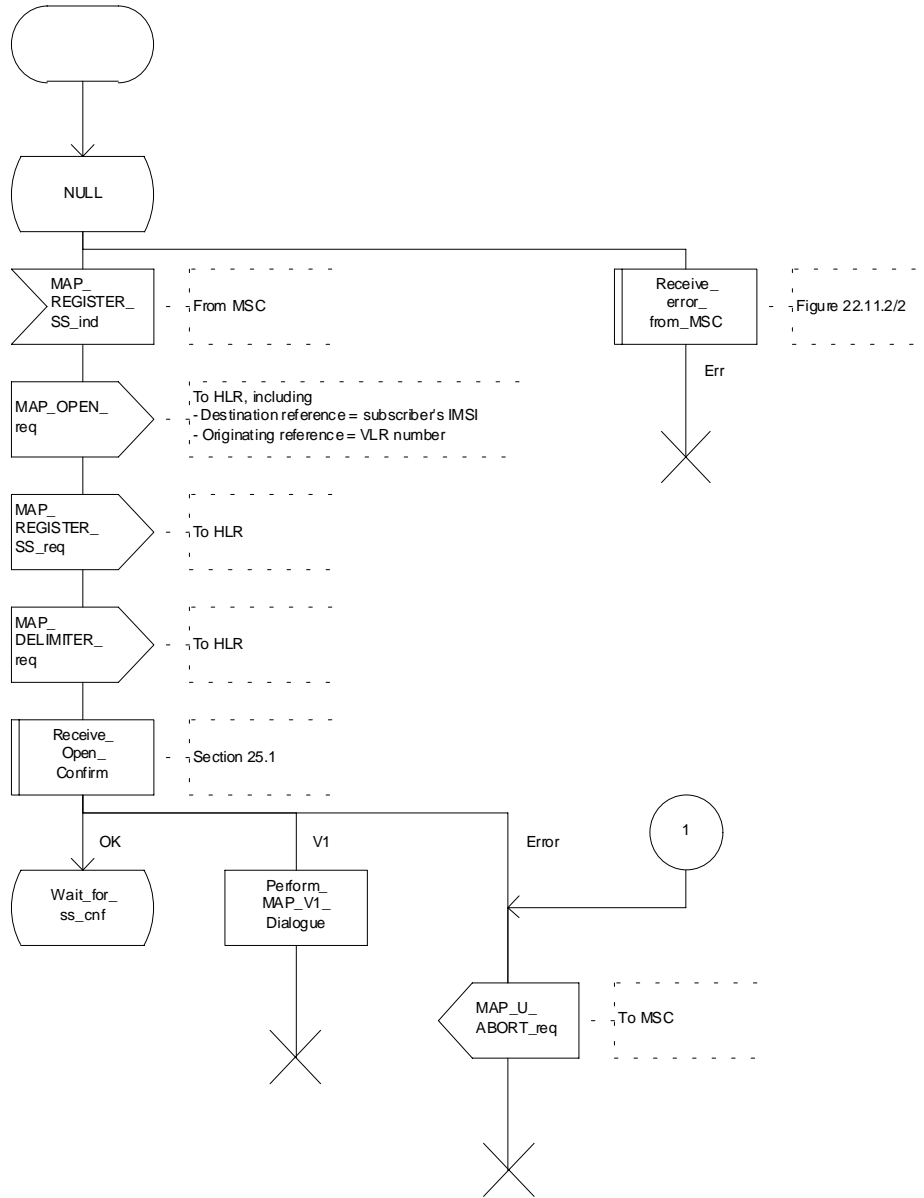 NULL
MAP_
REGISTER_
SS_ind
From MSC
Receive_
error_
from_MSC
Figure 22.11.2/2
Err
MAP_OPEN_
req
To HLR, including
- Destination reference = subscriber's IMSI
- Originating reference = VLR number
MAP_
REGISTER_
SS_req
To HLR
MAP_
DELIMITER_
req
To HLR
Receive_
Open_
Confirm
Section 25.1
OK
V1
Error
1
Wait_for_
ss_cnf
Perform_
MAP_V1_
Dialogue
MAP_U_
ABORT_req
To MSC